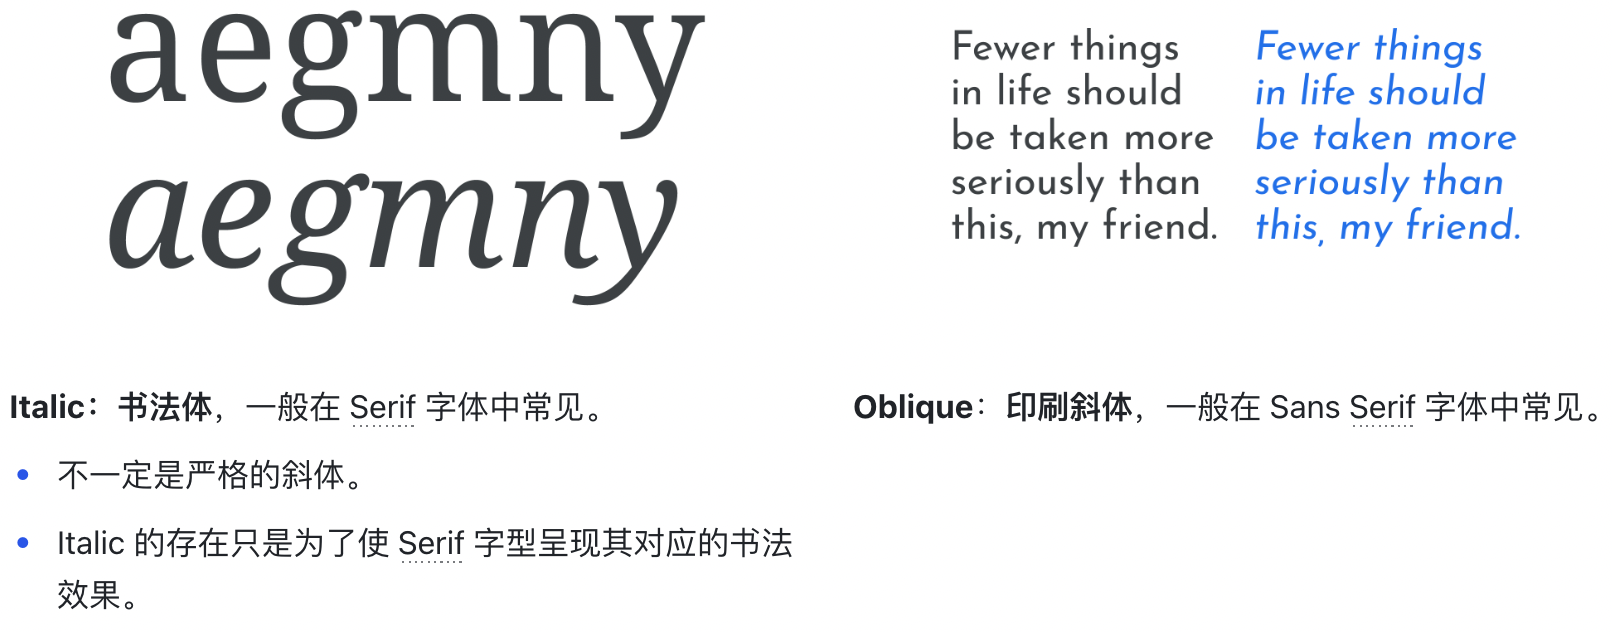 aegmny
aegmny
Italic：书法体，一般在 Serif 字体中常见。
不一定是严格的斜体。
Italic 的存在只是为了使 Serif 字型呈现其对应的书法
效果。
Fewer things
in life should
be taken more
seriously than
this, my friend.
Fewer things
in life should
be taken more
seriously than
this, my friend.
Oblique：印刷斜体，一般在 Sans Serif 字体中常见。